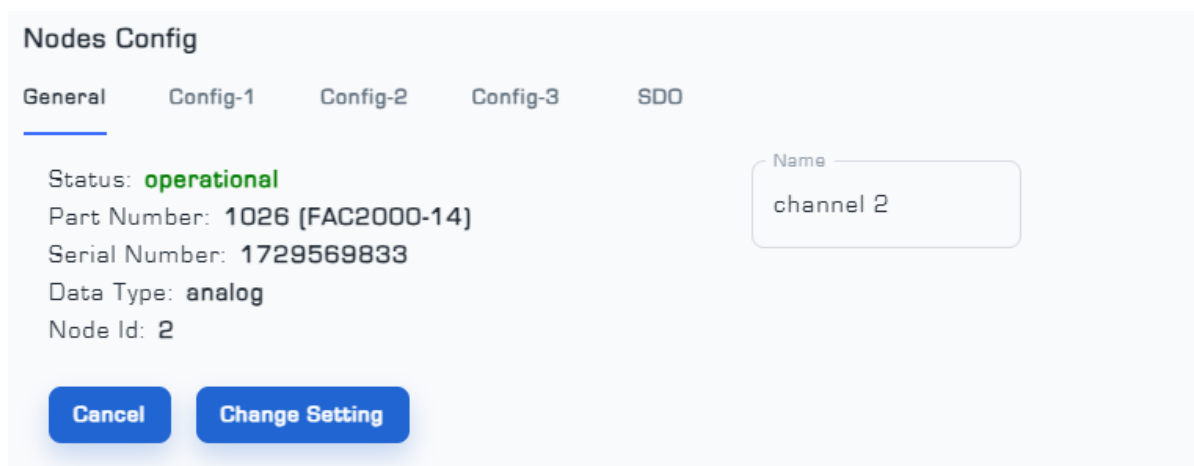 Nodes Config
General Config-1 Config-2 Config-3 SDO
Status: operational
Part Number: 1026 (FAC2000-14)
Serial Number: 1729569833
Data Type: analog
Node Id: 2
Name
channel 2
Cancel Change Setting